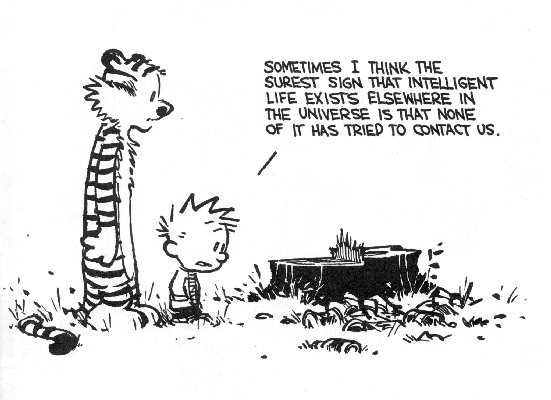 SOMETIMES I THINK THE
SUREST SIGN THAT INTELLIGENT
LIFE EXISTS ELSEWHERE IN
THE UNIVERSE IS THAT NONE
OF IT HAS TRIED TO CONTACT US.